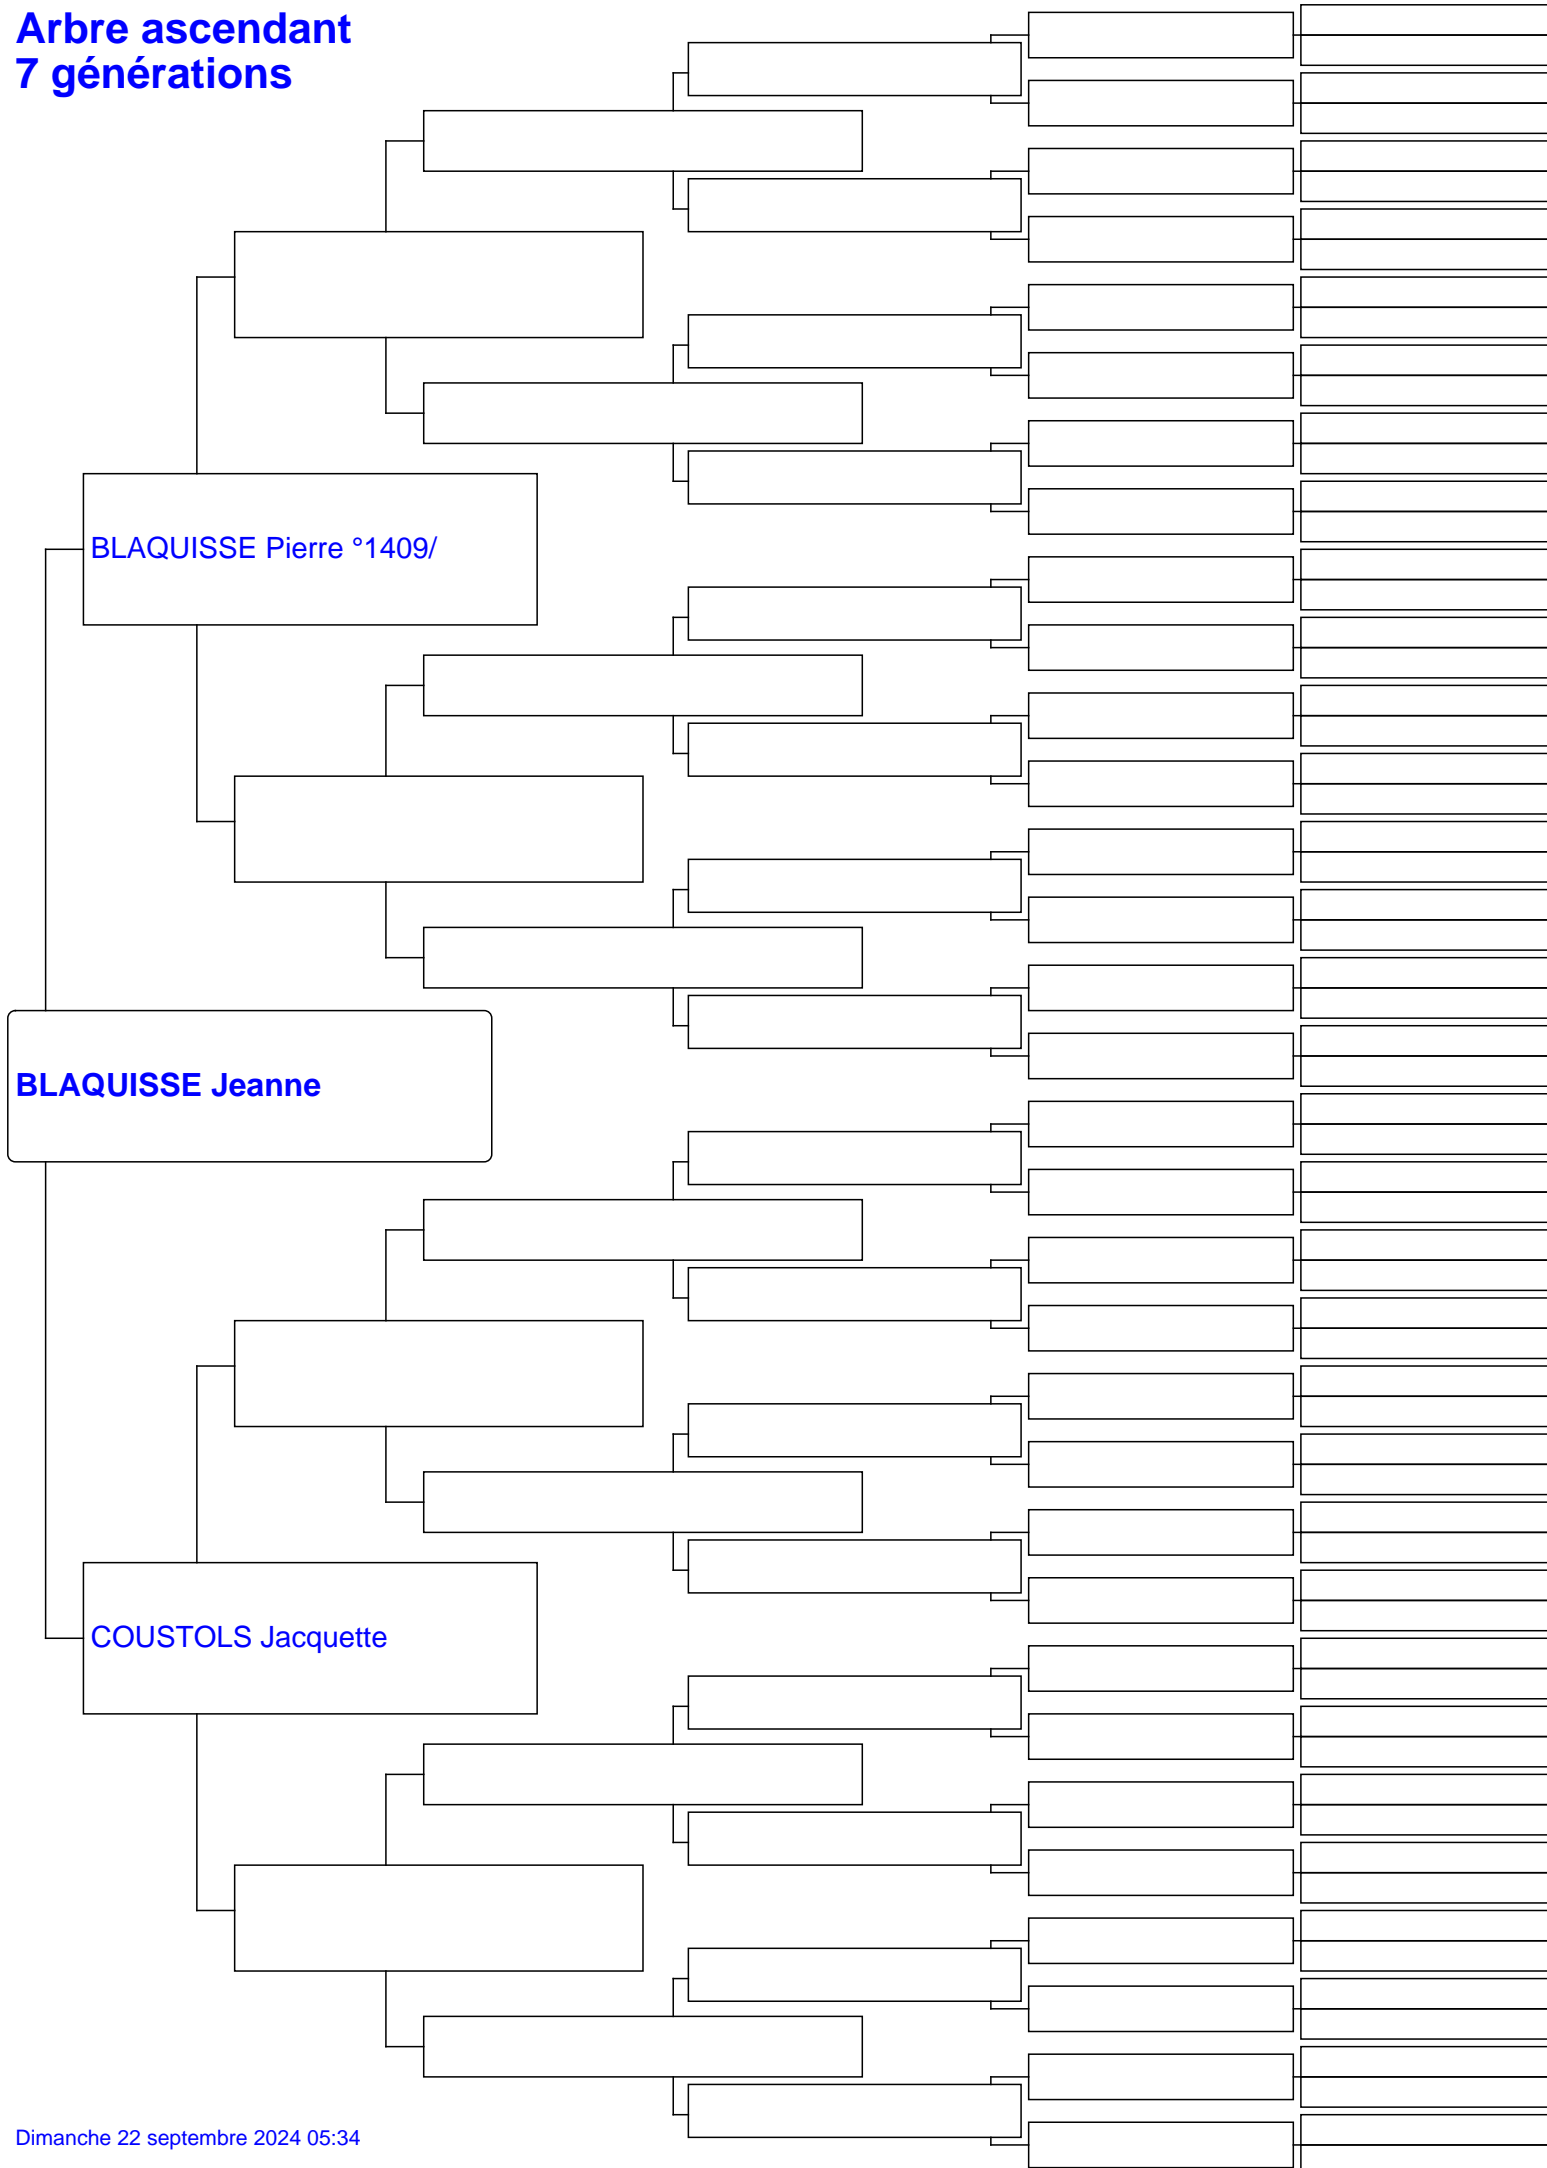 Arbre ascendant
7 générations
BLAQUISSE Pierre °1409/
BLAQUISSE Jeanne
COUSTOLS Jacquette
Dimanche 22 septembre 2024 05:34